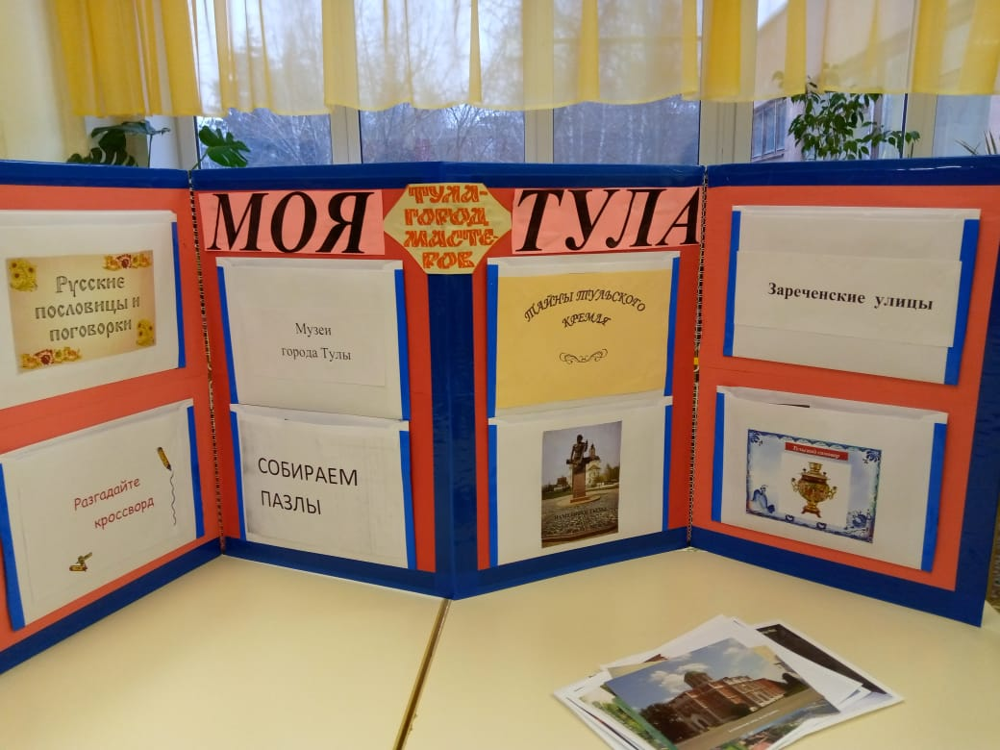 МОЯ
ТУЛА-
ГОРОД
МАСТЕ-
РОВ
ТУЛА
Русские
пословицы и
поговорки
Разгадайте
кроссворд
Музеи
города Тулы
СОБИРАЕМ
ПАЗЛЫ
ТАЙНЫ ТУЛЬСКОГО
КРЕМЛЯ
Зареченские улицы
Тульский самовар